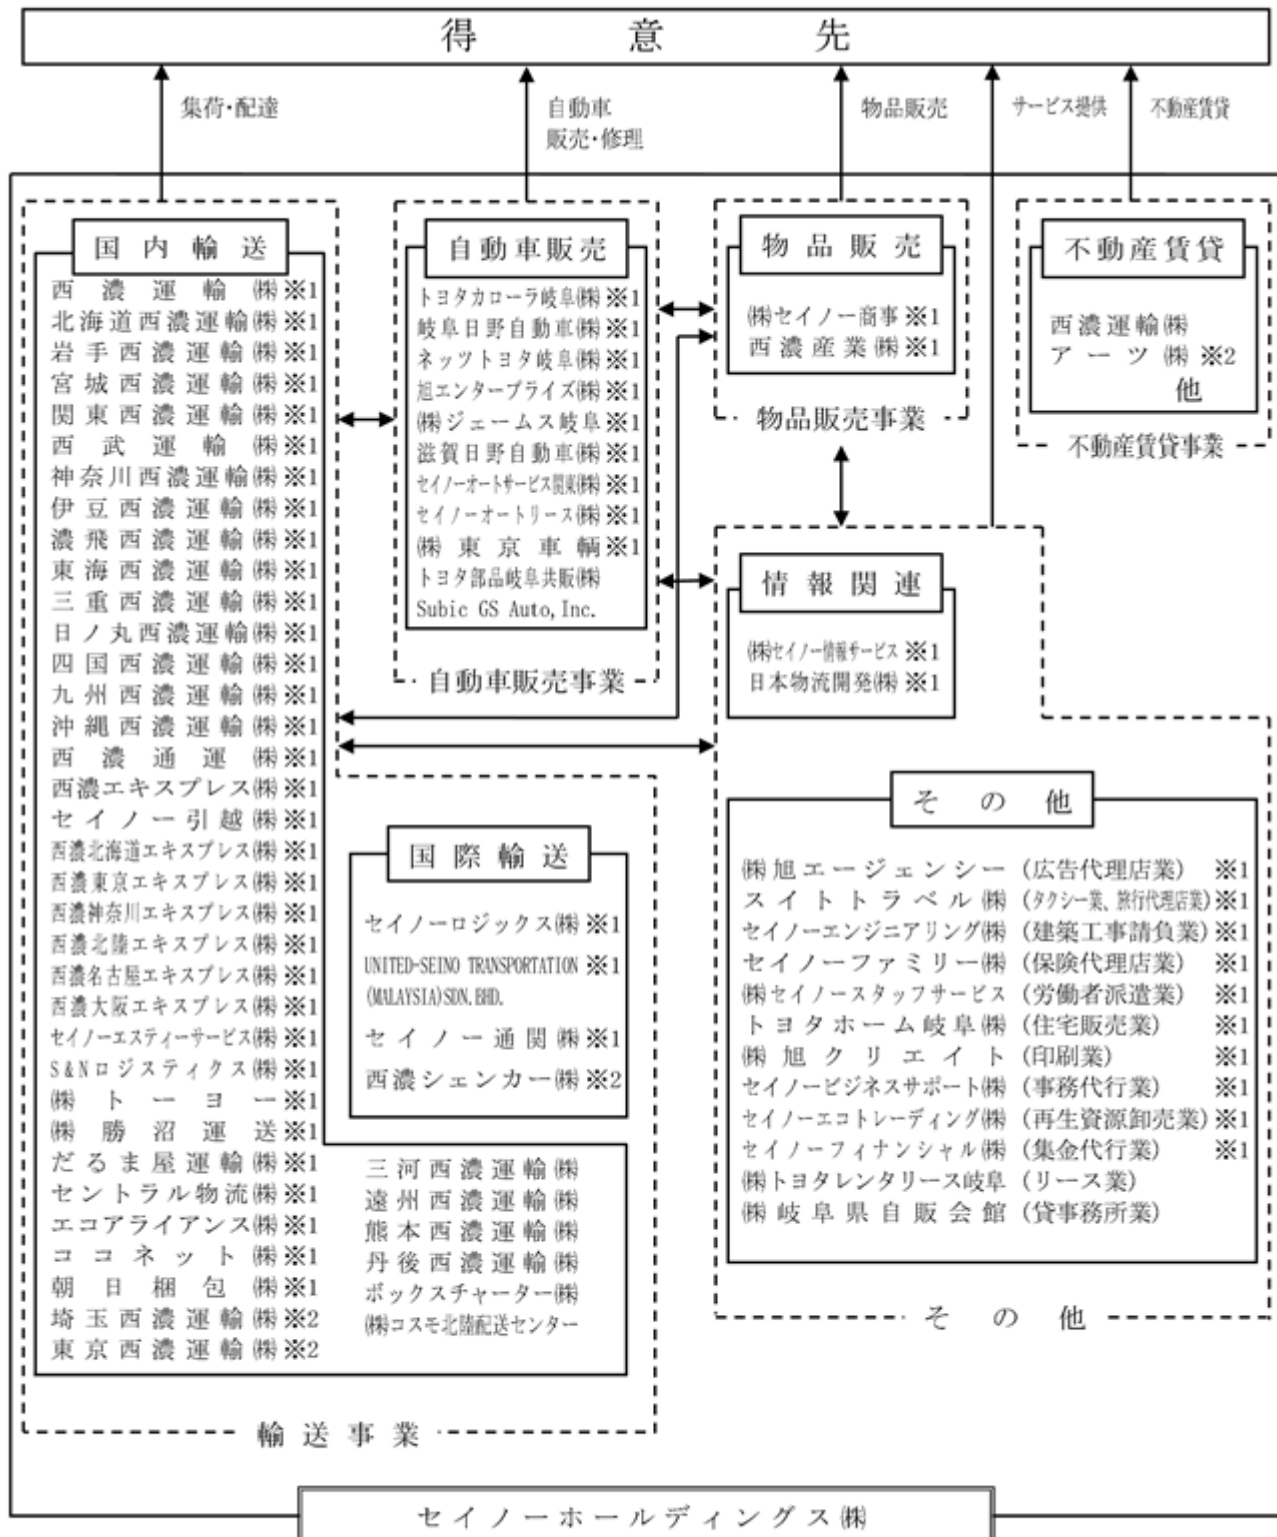 得意先
集荷・配達
自動車
販売・修理
物品販売
サービス提供
不動産賃貸
国内輸送
西濃運輸㈱※1
北海道西濃運輸㈱※1
岩手西濃運輸㈱※1
宮城西濃運輸㈱※1
関東西濃運輸㈱※1
西武運輸㈱※1
神奈川西濃運輸㈱※1
伊豆西濃運輸㈱※1
濃飛西濃運輸㈱※1
東海西濃運輸㈱※1
三重西濃運輸㈱※1
日ノ丸西濃運輸㈱※1
四国西濃運輸㈱※1
九州西濃運輸㈱※1
沖縄西濃運輸㈱※1
西濃通運㈱※1
西濃エキスプレス㈱※1
セイノー引越㈱※1
西濃北海道エキスプレス㈱※1
西濃東京エキスプレス㈱※1
西濃神奈川エキスプレス㈱※1
西濃北陸エキスプレス㈱※1
西濃名古屋エキスプレス㈱※1
西濃大阪エキスプレス㈱※1
セイノーエスティーサービス㈱※1
S&Nロジスティクス㈱※1
㈱トーヨー※1
㈱勝沼運送※1
だるま屋運輸㈱※1
セントラル物流㈱※1
エコアライアンス㈱※1
ココネット㈱※1
朝日梱包㈱※1
埼玉西濃運輸㈱※2
東京西濃運輸㈱※2
三河西濃運輸㈱
遠州西濃運輸㈱
熊本西濃運輸㈱
丹後西濃運輸㈱
ボックスチャーター㈱
㈱コスモ北陸配送センター
国際輸送
セイノーロジックス㈱※1
UNITED-SEINO TRANSPORTATION ※1
(MALAYSIA)SDN.BHD.
セイノー通関㈱※1
西濃シェンカー㈱※2
輸送事業
自動車販売
トヨタカローラ岐阜㈱※1
岐阜日野自動車㈱※1
ネッツトヨタ岐阜㈱※1
旭エンタープライズ㈱※1
㈱ジェームス岐阜※1
滋賀日野自動車㈱※1
セイノーオートサービス関東㈱※1
セイノーオートリース㈱※1
㈱東京車輌※1
トヨタ部品岐阜共販㈱
Subic GS Auto,Inc.
自動車販売事業
物品販売
㈱セイノー商事※1
西濃産業㈱※1
物品販売事業
不動産賃貸
西濃運輸㈱
アーツ㈱※2
他
不動産賃貸事業
情報関連
㈱セイノー情報サービス※1
日本物流開発㈱※1
その他
㈱旭エージェンシー(広告代理店業)※1
スイトトラベル㈱(タクシー業、旅行代理店業)※1
セイノーエンジニアリング㈱(建築工事請負業)※1
セイノーファミリー㈱(保険代理店業)※1
㈱セイノースタッフサービス(労働者派遣業)※1
トヨタホーム岐阜㈱(住宅販売業)※1
㈱旭クリエイト(印刷業)※1
セイノービジネスサポート㈱(事務代行業)※1
セイノーエコトレーディング㈱(再生資源卸売業)※1
セイノーフィナンシャル㈱(集金代行業)※1
㈱トヨタレンタリース岐阜(リース業)
㈱岐阜県自販会館(貸事務所業)
その他
セイノーホールディングス㈱